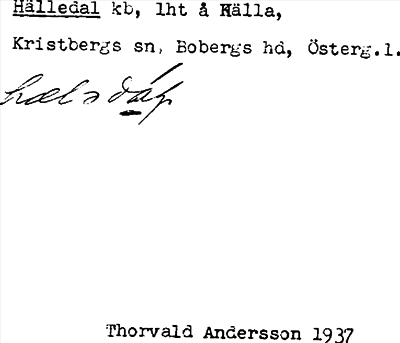 Hälledal kb, lht å Hälla,
Kristbergs sn, Bobergs hd, Österg.l.
Thorvald Andersson 1937